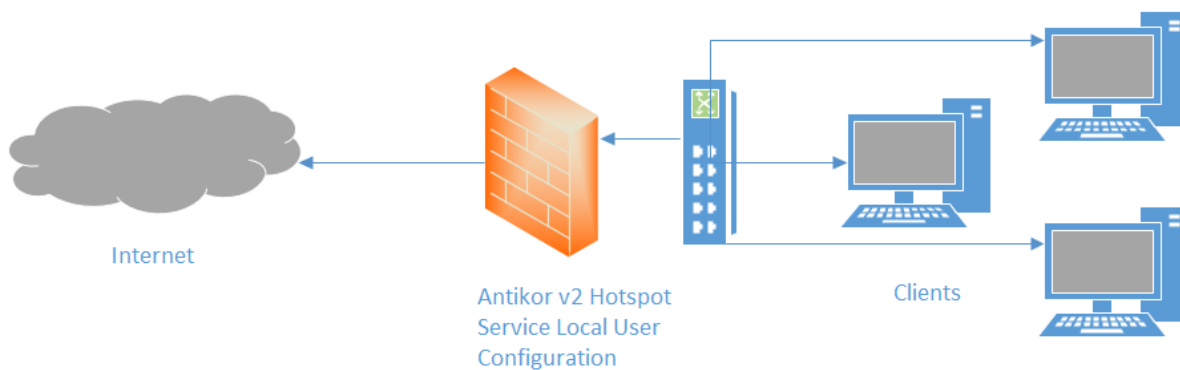 Internet
Antikor v2 Hotspot
Service Local User
Configuration
Clients